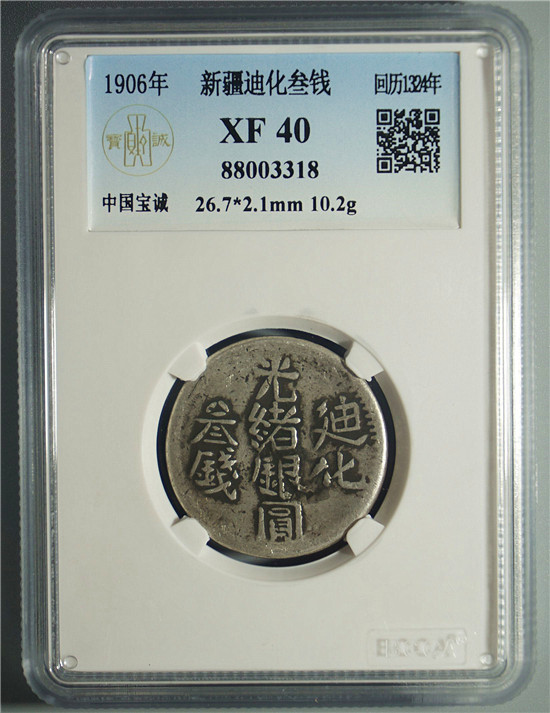 1906年 新疆迪化叁钱 回历1324年
寶 誠
XF 40
88003318
中国宝诚 26.7*2.1mm 10.2g
光緒銀圓
迪化
叁錢